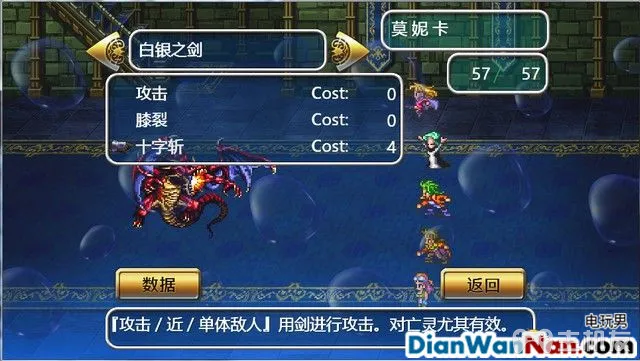 莫妮卡
白银之剑
57 / 57
攻击 Cost: 0
膝裂 Cost: 0
十字斩 Cost: 4
数据
返回
『攻击 / 近 / 单体敌人』用剑进行攻击。对亡灵尤其有效。
电玩男
DianWanNan.com